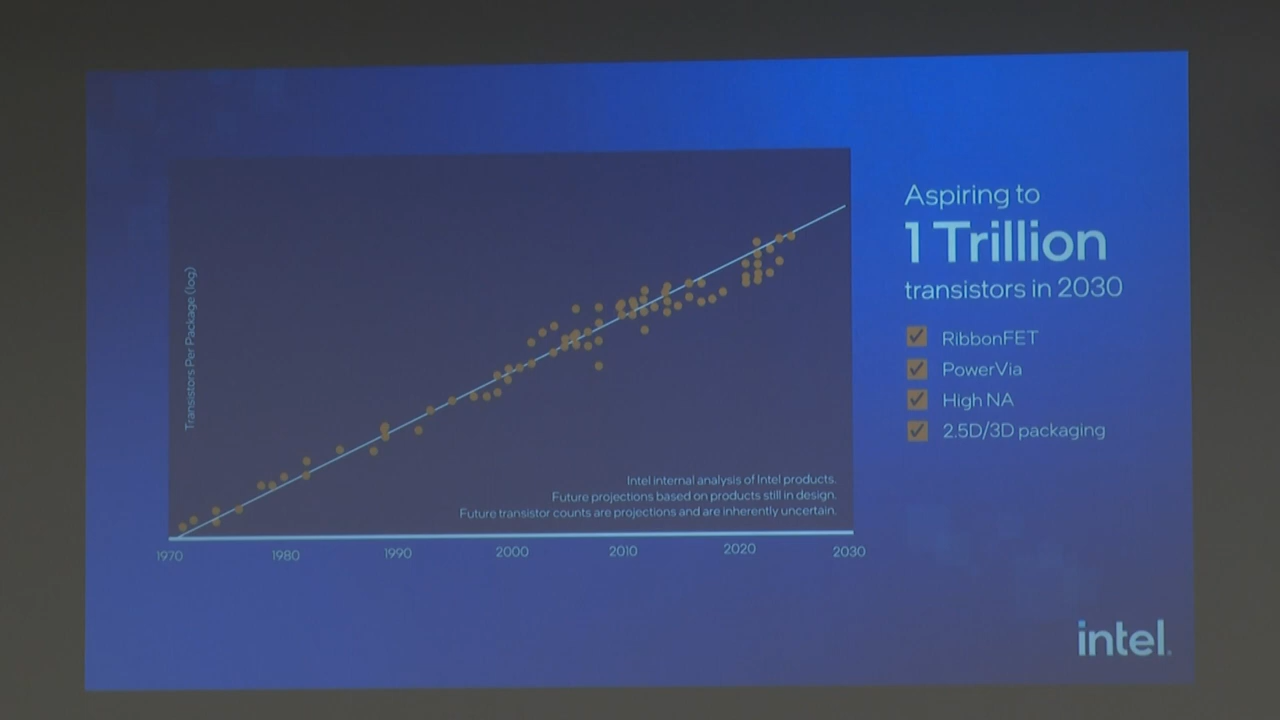 Aspiring to
1 Trillion
transistors in 2030
RibbonFET
PowerVia
High NA
2.5D/3D packaging
Transistors Per Package (log)
Intel internal analysis of Intel products.
Future projections based on products still in design.
Future transistor counts are projections and are inherently uncertain.
1970 1980 1990 2000 2010 2020 2030
intel.